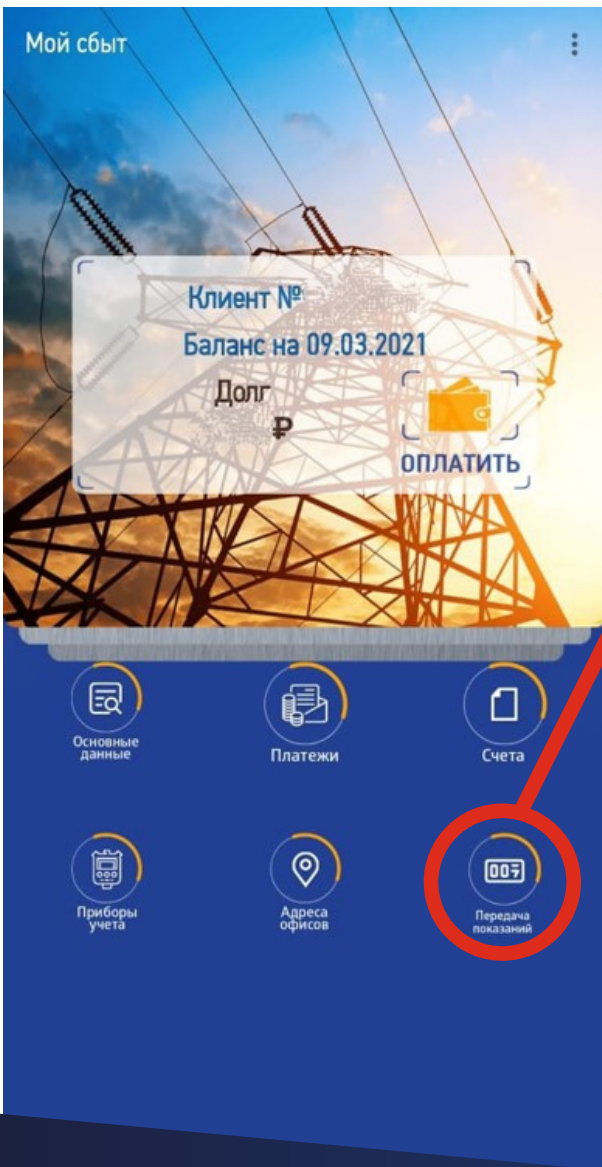 Мой сбыт
Клиент №
Баланс на 09.03.2021
Долг
₽
ОПЛАТИТЬ
Основные
данные
Платежи
Счета
007
Приборы
учета
Адреса
офисов
Передача
показаний